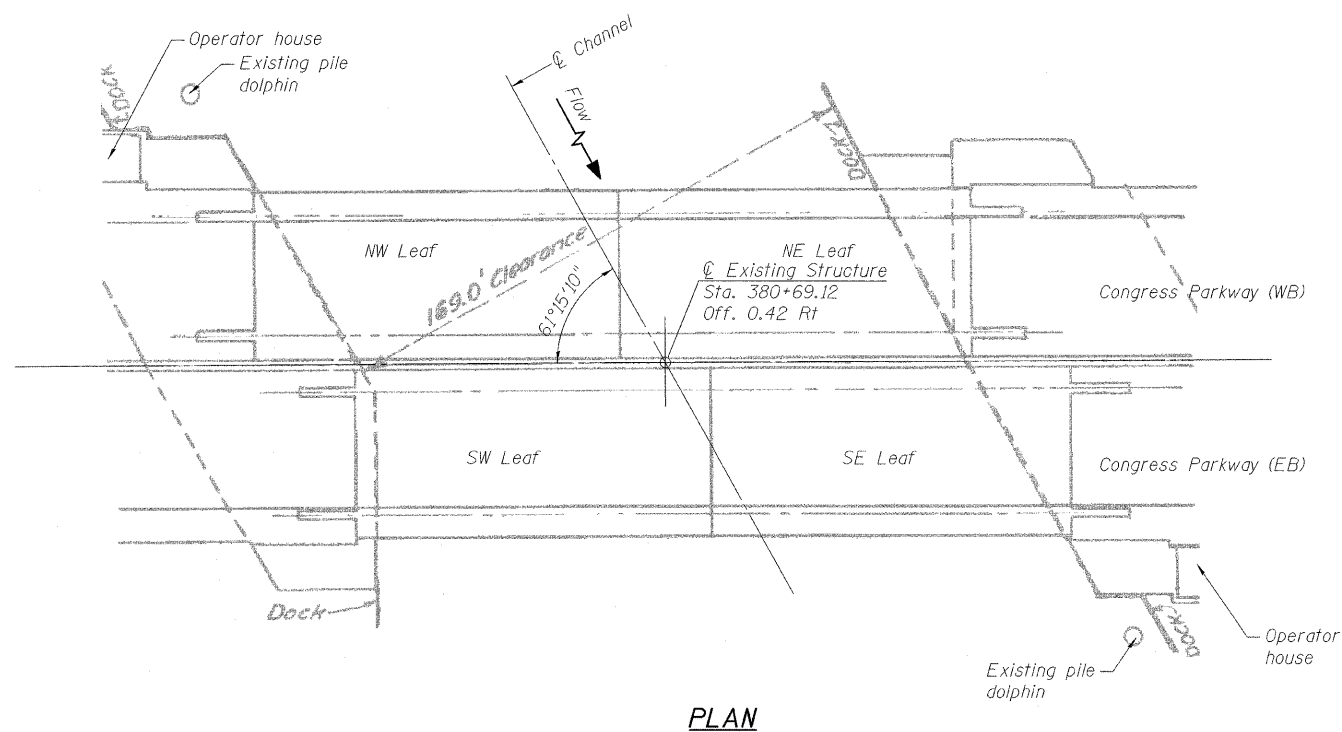 Operator house
Existing pile
dolphin
DOCK
℄ Channel
Flow
DOCK
NW Leaf
169.0' Clearance
61°15'10"
NE Leaf
℄ Existing Structure
Sta. 380+69.12
Off. 0.42 Rt
Congress Parkway (WB)
SW Leaf
SE Leaf
Congress Parkway (EB)
Dock
DOCK
Operator
house
Existing pile
dolphin
PLAN